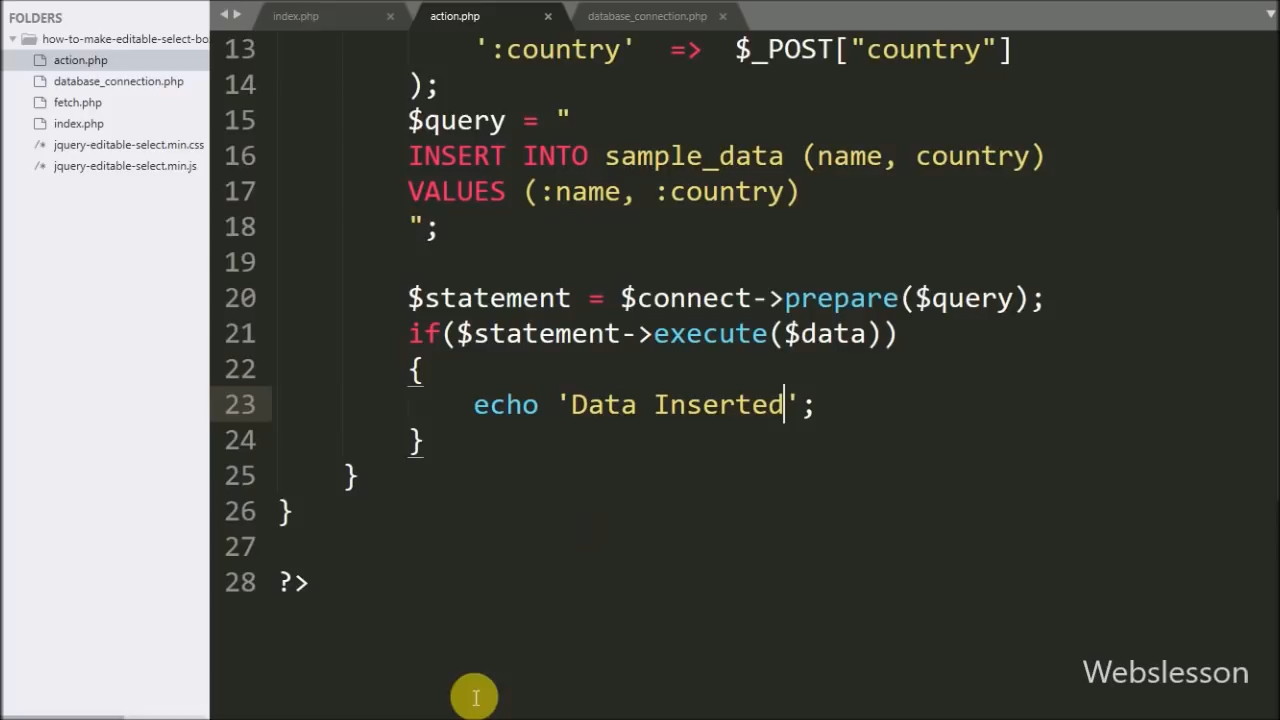 FOLDERS
how-to-make-editable-select-bo
action.php
database_connection.php
fetch.php
index.php
/* jquery-editable-select.min.css
/* jquery-editable-select.min.js
index.php × action.php × database_connection.php ×
13 ':country' => $_POST["country"]
14 );
15 $query = "
16 INSERT INTO sample_data (name, country)
17 VALUES (:name, :country)
18 ";
19
20 $statement = $connect->prepare($query);
21 if($statement->execute($data))
22 {
23 echo 'Data Inserted';
24 }
25 }
26 }
27
28 ?>
Webslesson